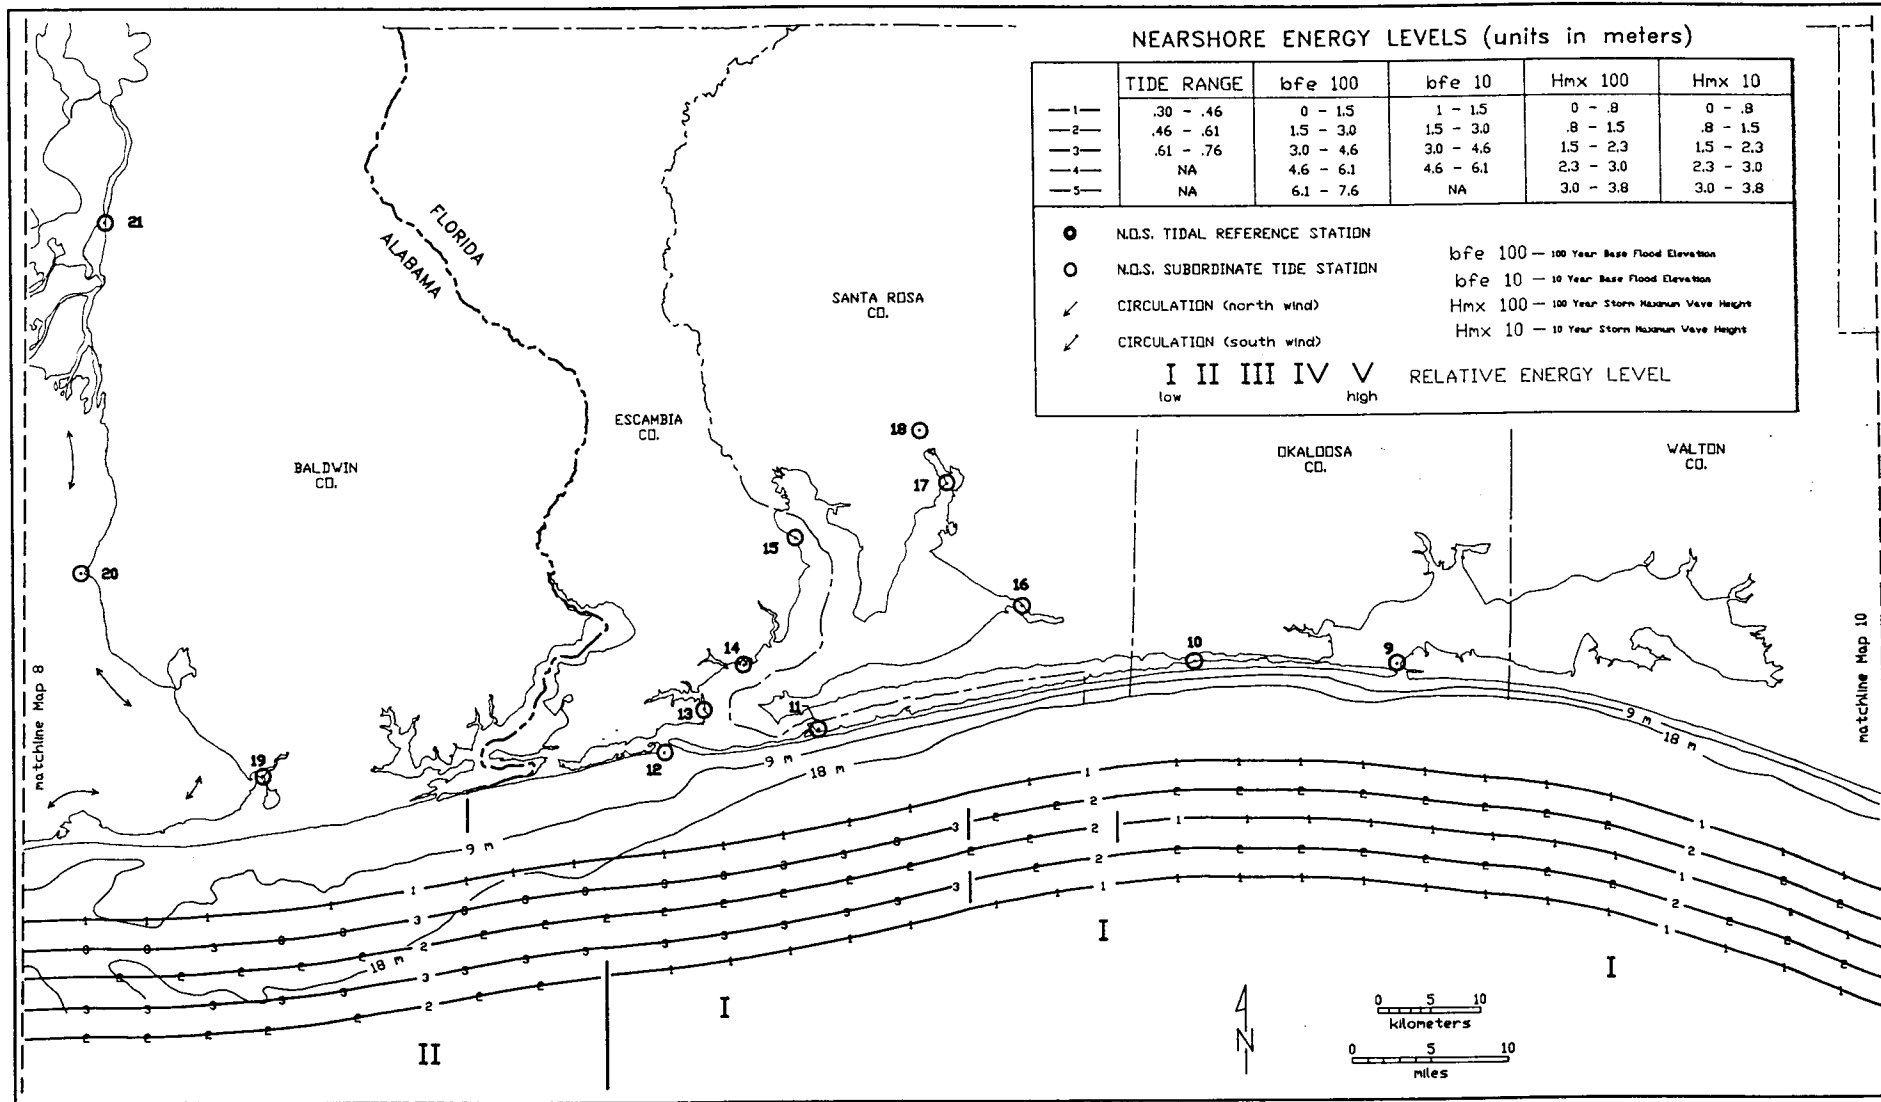 NEARSHORE ENERGY LEVELS (units in meters)
TIDE RANGE bfe 100 bfe 10 Hmx 100 Hmx 10
1 .30 - .46 0 - 1.5 1 - 1.5 0 - .8 0 - .8
2 .46 - .61 1.5 - 3.0 1.5 - 3.0 .8 - 1.5 .8 - 1.5
3 .61 - .76 3.0 - 4.6 3.0 - 4.6 1.5 - 2.3 1.5 - 2.3
4 NA 4.6 - 6.1 4.6 - 6.1 2.3 - 3.0 2.3 - 3.0
5 NA 6.1 - 7.6 NA 3.0 - 3.8 3.0 - 3.8
N.O.S. TIDAL REFERENCE STATION
N.O.S. SUBORDINATE TIDE STATION
CIRCULATION (north wind)
CIRCULATION (south wind)
bfe 100 — 100 Year Base Flood Elevation
bfe 10 — 10 Year Base Flood Elevation
Hmx 100 — 100 Year Storm Maximum Wave Height
Hmx 10 — 10 Year Storm Maximum Wave Height
I II III IV V RELATIVE ENERGY LEVEL
low high
21
FLORIDA
ALABAMA
SANTA ROSA
CO.
ESCAMBIA
CO.
BALDWIN
CO.
OKALOOSA
CO.
WALTON
CO.
18
17
15
20
16
14
10
9
13
11
12
19
matchline Map 8
matchline Map 10
9 m
18 m
9 m
18 m
9 m
18 m
I
I
I
II
N
0 5 10
kilometers
0 5 10
miles